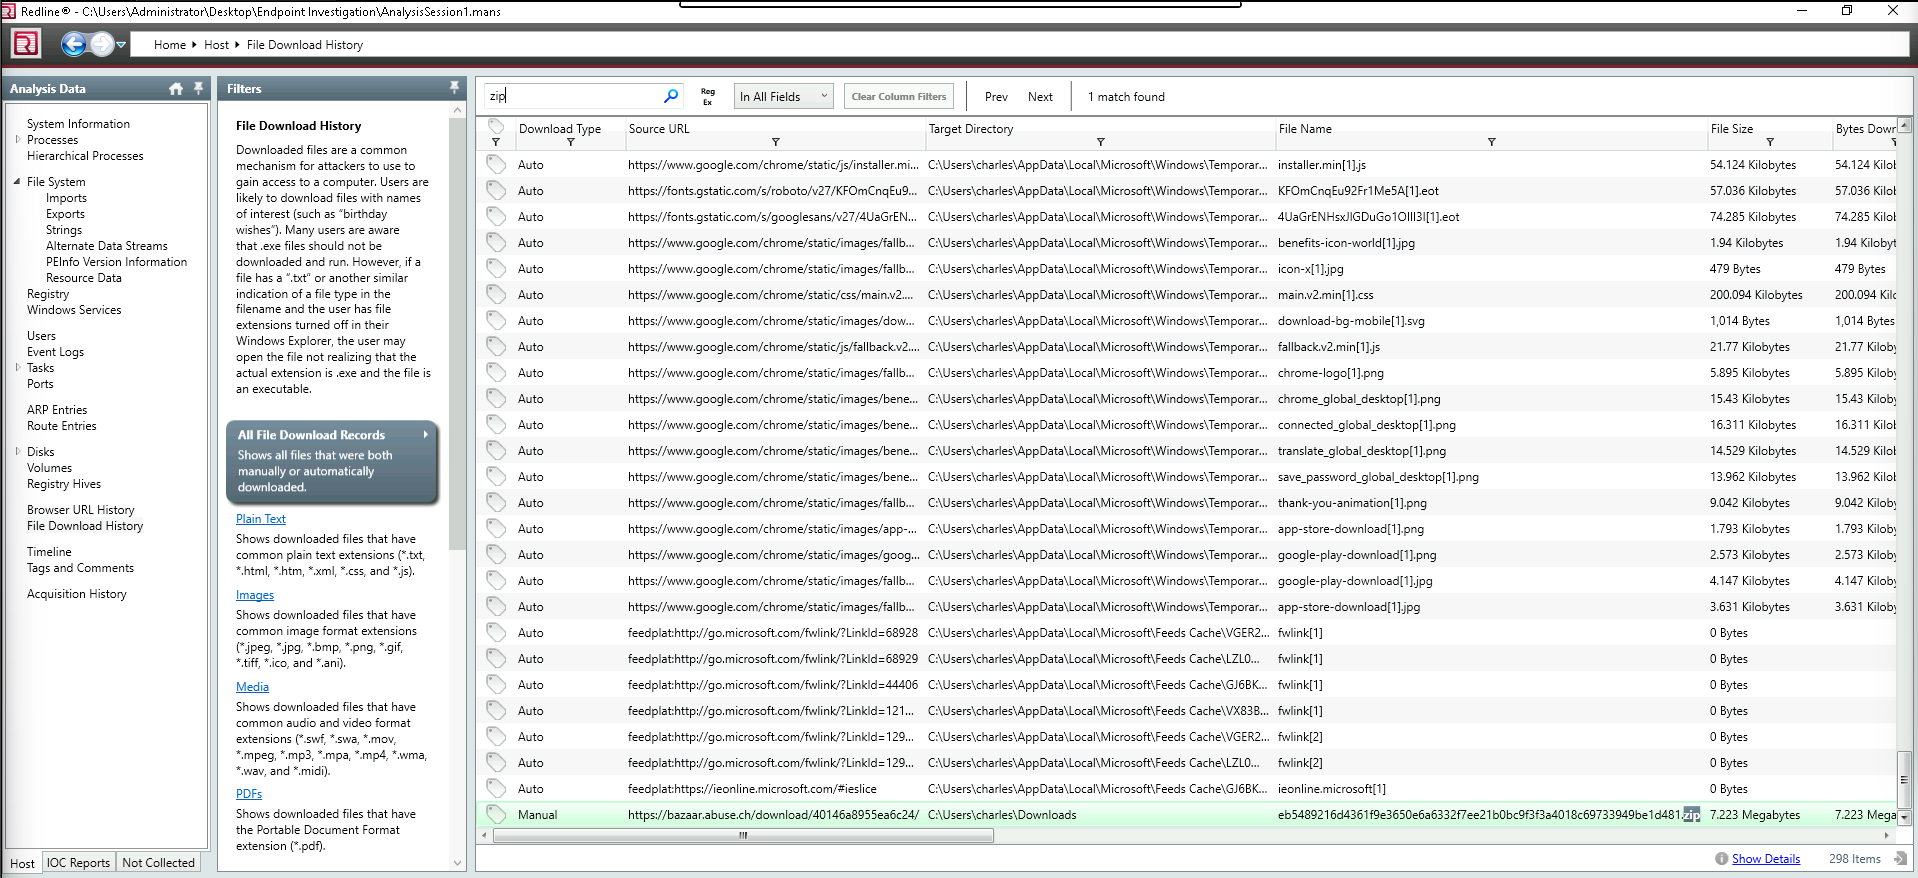 Redline® - C:\Users\Administrator\Desktop\Endpoint Investigation\AnalysisSession1.mans
Home Host File Download History
Analysis Data
System Information
Processes
Hierarchical Processes
File System
Imports
Exports
Strings
Alternate Data Streams
PEInfo Version Information
Resource Data
Registry
Windows Services
Users
Event Logs
Tasks
Ports
ARP Entries
Route Entries
Disks
Volumes
Registry Hives
Browser URL History
File Download History
Timeline
Tags and Comments
Acquisition History
Host IOC Reports Not Collected
Filters
File Download History
Downloaded files are a common
mechanism for attackers to use to
gain access to a computer. Users are
likely to download files with names
of interest (such as "birthday
wishes"). Many users are aware
that .exe files should not be
downloaded and run. However, if a
file has a ".txt" or another similar
indication of a file type in the
filename and the user has file
extensions turned off in their
Windows Explorer, the user may
open the file not realizing that the
actual extension is .exe and the file is
an executable.
All File Download Records
Shows all files that were both
manually or automatically
downloaded.
Plain Text
Shows downloaded files that have
common plain text extensions (*.txt,
*.html, *.htm, *.xml, *.css, and *.js).
Images
Shows downloaded files that have
common image format extensions
(*.jpeg, *.jpg, *.bmp, *.png, *.gif,
*.tiff, *.ico, and *.ani).
Media
Shows downloaded files that have
common audio and video format
extensions (*.swf, *.swa, *.mov,
*.mpeg, *.mp3, *.mpa, *.mp4, *.wma,
*.wav, and *.midi).
PDFs
Shows downloaded files that have
the Portable Document Format
extension (*.pdf).
zip Reg Ex In All Fields Clear Column Filters Prev Next 1 match found
Download Type Source URL Target Directory File Name File Size Bytes Down
Auto https://www.google.com/chrome/static/js/installer.mi... C:\Users\charles\AppData\Local\Microsoft\Windows\Temporar... installer.min[1].js 54.124 Kilobytes 54.124 Kilob
Auto https://fonts.gstatic.com/s/roboto/v27/KFOmCnqEu9... C:\Users\charles\AppData\Local\Microsoft\Windows\Temporar... KFOmCnqEu92Fr1Me5A[1].eot 57.036 Kilobytes 57.036 Kilob
Auto https://fonts.gstatic.com/s/googlesans/v27/4UaGrEN... C:\Users\charles\AppData\Local\Microsoft\Windows\Temporar... 74.285 Kilobytes 74.285 Kilob
Auto https://www.google.com/chrome/static/images/fallb... C:\Users\charles\AppData\Local\Microsoft\Windows\Temporar... benefits-icon-world[1].jpg 1.94 Kilobytes 1.94 Kilobyt
Auto https://www.google.com/chrome/static/images/fallb... C:\Users\charles\AppData\Local\Microsoft\Windows\Temporar... icon-x[1].jpg 479 Bytes 479 Bytes
Auto https://www.google.com/chrome/static/css/main.v2.... C:\Users\charles\AppData\Local\Microsoft\Windows\Temporar... main.v2.min[1].css 200.094 Kilobytes 200.094 Kilo
Auto https://www.google.com/chrome/static/images/dow... C:\Users\charles\AppData\Local\Microsoft\Windows\Temporar... download-bg-mobile[1].svg 1,014 Bytes 1,014 Bytes
Auto https://www.google.com/chrome/static/js/fallback.v2.... C:\Users\charles\AppData\Local\Microsoft\Windows\Temporar... fallback.v2.min[1].js 21.77 Kilobytes 21.77 Kiloby
Auto https://www.google.com/chrome/static/images/fallb... C:\Users\charles\AppData\Local\Microsoft\Windows\Temporar... chrome-logo[1].png 5.895 Kilobytes 5.895 Kiloby
Auto https://www.google.com/chrome/static/images/bene... C:\Users\charles\AppData\Local\Microsoft\Windows\Temporar... chrome_global_desktop[1].png 15.43 Kilobytes 15.43 Kiloby
Auto https://www.google.com/chrome/static/images/bene... C:\Users\charles\AppData\Local\Microsoft\Windows\Temporar... connected_global_desktop[1].png 16.311 Kilobytes 16.311 Kilob
Auto https://www.google.com/chrome/static/images/bene... C:\Users\charles\AppData\Local\Microsoft\Windows\Temporar... translate_global_desktop[1].png 14.529 Kilobytes 14.529 Kilob
Auto https://www.google.com/chrome/static/images/bene... C:\Users\charles\AppData\Local\Microsoft\Windows\Temporar... save_password_global_desktop[1].png 13.962 Kilobytes 13.962 Kilob
Auto https://www.google.com/chrome/static/images/fallb... C:\Users\charles\AppData\Local\Microsoft\Windows\Temporar... thank-you-animation[1].png 9.042 Kilobytes 9.042 Kiloby
Auto https://www.google.com/chrome/static/images/app-... C:\Users\charles\AppData\Local\Microsoft\Windows\Temporar... app-store-download[1].png 1.793 Kilobytes 1.793 Kiloby
Auto https://www.google.com/chrome/static/images/goog... C:\Users\charles\AppData\Local\Microsoft\Windows\Temporar... google-play-download[1].png 2.573 Kilobytes 2.573 Kiloby
Auto https://www.google.com/chrome/static/images/fallb... C:\Users\charles\AppData\Local\Microsoft\Windows\Temporar... google-play-download[1].jpg 4.147 Kilobytes 4.147 Kiloby
Auto https://www.google.com/chrome/static/images/fallb... C:\Users\charles\AppData\Local\Microsoft\Windows\Temporar... app-store-download[1].jpg 3.631 Kilobytes 3.631 Kiloby
Auto feedplat:http://go.microsoft.com/fwlink/?LinkId=68928 C:\Users\charles\AppData\Local\Microsoft\Feeds Cache\VGER2... fwlink[1] 0 Bytes
Auto feedplat:http://go.microsoft.com/fwlink/?LinkId=68929 C:\Users\charles\AppData\Local\Microsoft\Feeds Cache\LZL0... fwlink[1] 0 Bytes
Auto feedplat:http://go.microsoft.com/fwlink/?LinkId=44406 C:\Users\charles\AppData\Local\Microsoft\Feeds Cache\GJ6BK... fwlink[1] 0 Bytes
Auto feedplat:http://go.microsoft.com/fwlink/?LinkId=121... C:\Users\charles\AppData\Local\Microsoft\Feeds Cache\VX83B... fwlink[1] 0 Bytes
Auto feedplat:http://go.microsoft.com/fwlink/?LinkId=129... C:\Users\charles\AppData\Local\Microsoft\Feeds Cache\VGER2... fwlink[2] 0 Bytes
Auto feedplat:http://go.microsoft.com/fwlink/?LinkId=129... C:\Users\charles\AppData\Local\Microsoft\Feeds Cache\LZL0... fwlink[2] 0 Bytes
Auto feedplat:https://ieonline.microsoft.com/#ieslice C:\Users\charles\AppData\Local\Microsoft\Feeds Cache\GJ6BK... ieonline.microsoft[1] 0 Bytes
Manual https://bazaar.abuse.ch/download/40146a8955ea6c24/ C:\Users\charles\Downloads eb5489216d4361f9e3650e6a6332f7ee21b0bc9f3f3a4018c69733949be1d481.zip 7.223 Megabytes 7.223 Mega
Show Details 298 Items